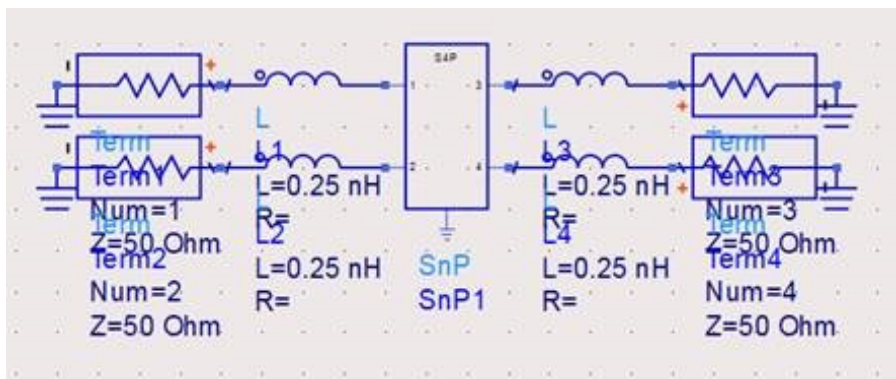 S4P
1
3
2
4
Term
Term1
Num=1
Z=50 Ohm
Term
Term2
Num=2
Z=50 Ohm
L
L1
L=0.25 nH
R=
L
L2
L=0.25 nH
R=
SnP
SnP1
L
L3
L=0.25 nH
R=
L
L4
L=0.25 nH
R=
Term
Term3
Num=3
Z=50 Ohm
Term
Term4
Num=4
Z=50 Ohm